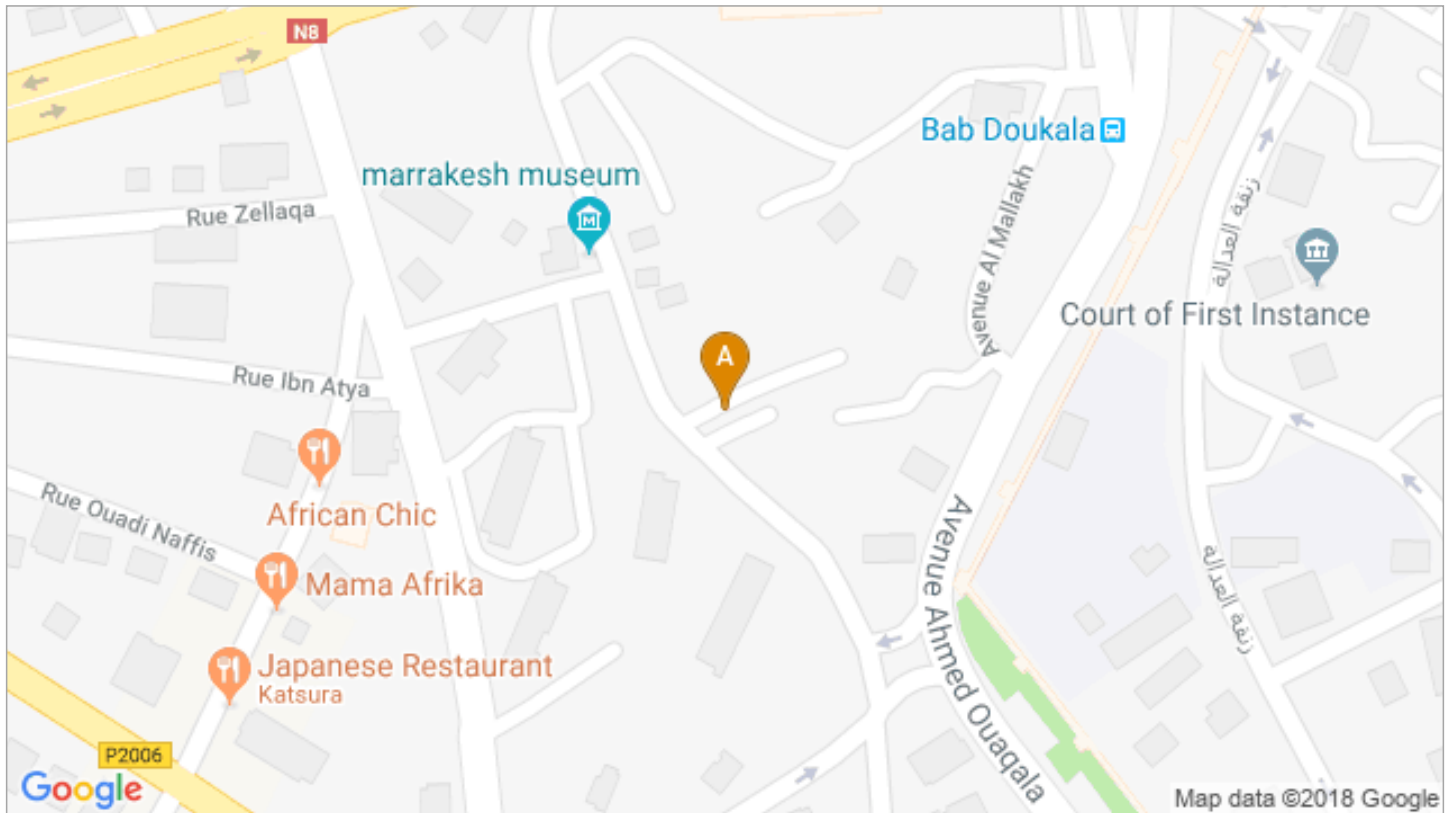 N8
Bab Doukala
marrakesh museum
M
Rue Zellaqa
Avenue Al Mallakh
زنقة العدالة
Court of First Instance
A
Rue Ibn Atya
African Chic
Rue Ouadi Naffis
Mama Afrika
Avenue Ahmed Ouaqala
زنقة العدالة
Japanese Restaurant
Katsura
P2006
Google
Map data ©2018 Google